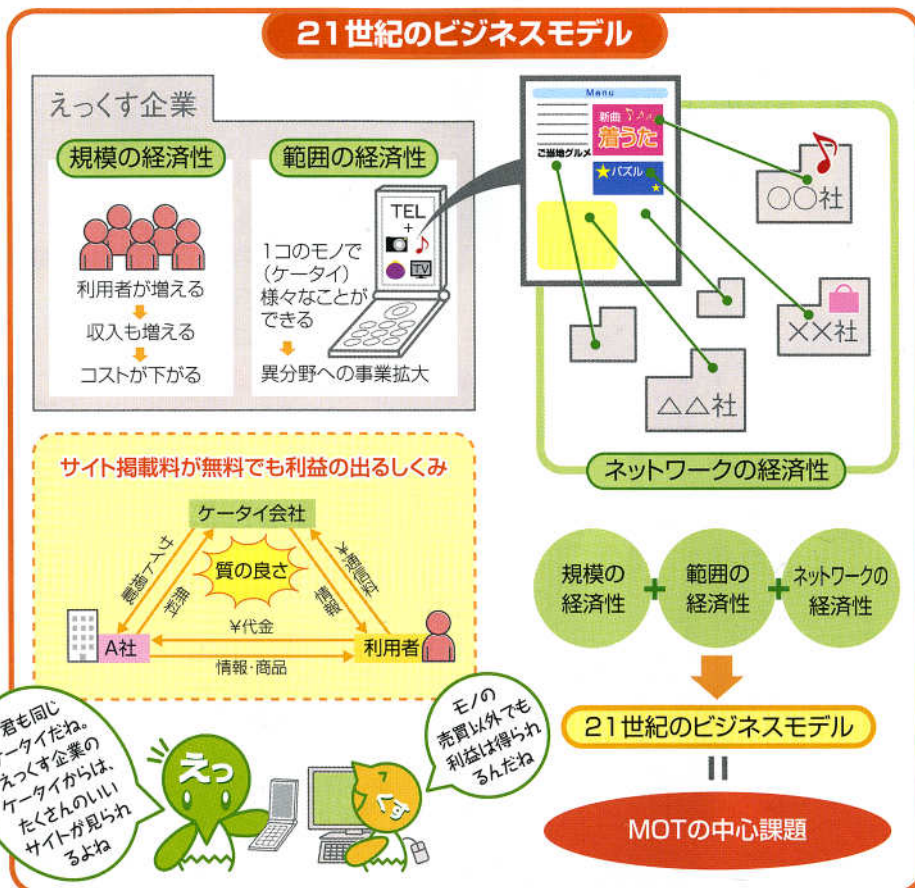 21世紀のビジネスモデル
えっくす企業
規模の経済性
利用者が増える
収入も増える
コストが下がる
範囲の経済性
1コのモノで
(ケータイ)
様々なことが
できる
異分野への事業拡大
TEL
+
TV
Menu
新曲
着うた
ご当地グルメ
パズル
○○社
××社
△△社
ネットワークの経済性
サイト掲載料が無料でも利益の出るしくみ
ケータイ会社
サイト掲載
無料
質の良さ
¥通信料
情報
¥代金
A社
利用者
情報・商品
規模の
経済性
+
範囲の
経済性
+
ネットワークの
経済性
21世紀のビジネスモデル
MOTの中心課題
君も同じ
ケータイだね。
えっくす企業の
ケータイからは、
たくさんのいい
サイトが見られ
るよね
えっ
くす
モノの
売買以外でも
利益は得られ
るんだね